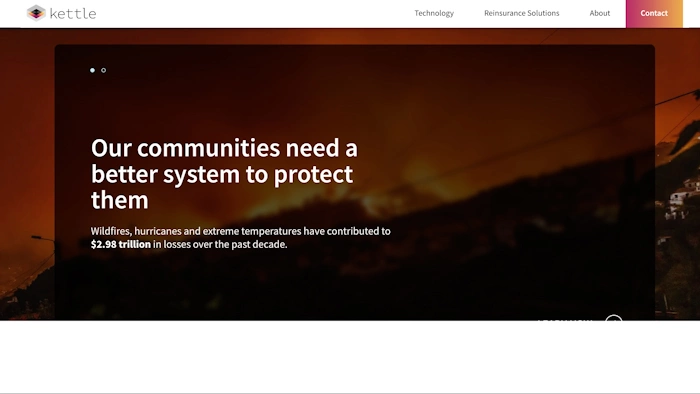 kettle
Technology
Reinsurance Solutions
About
Contact
Our communities need a
better system to protect
them
Wildfires, hurricanes and extreme temperatures have contributed to
$2.98 trillion in losses over the past decade.